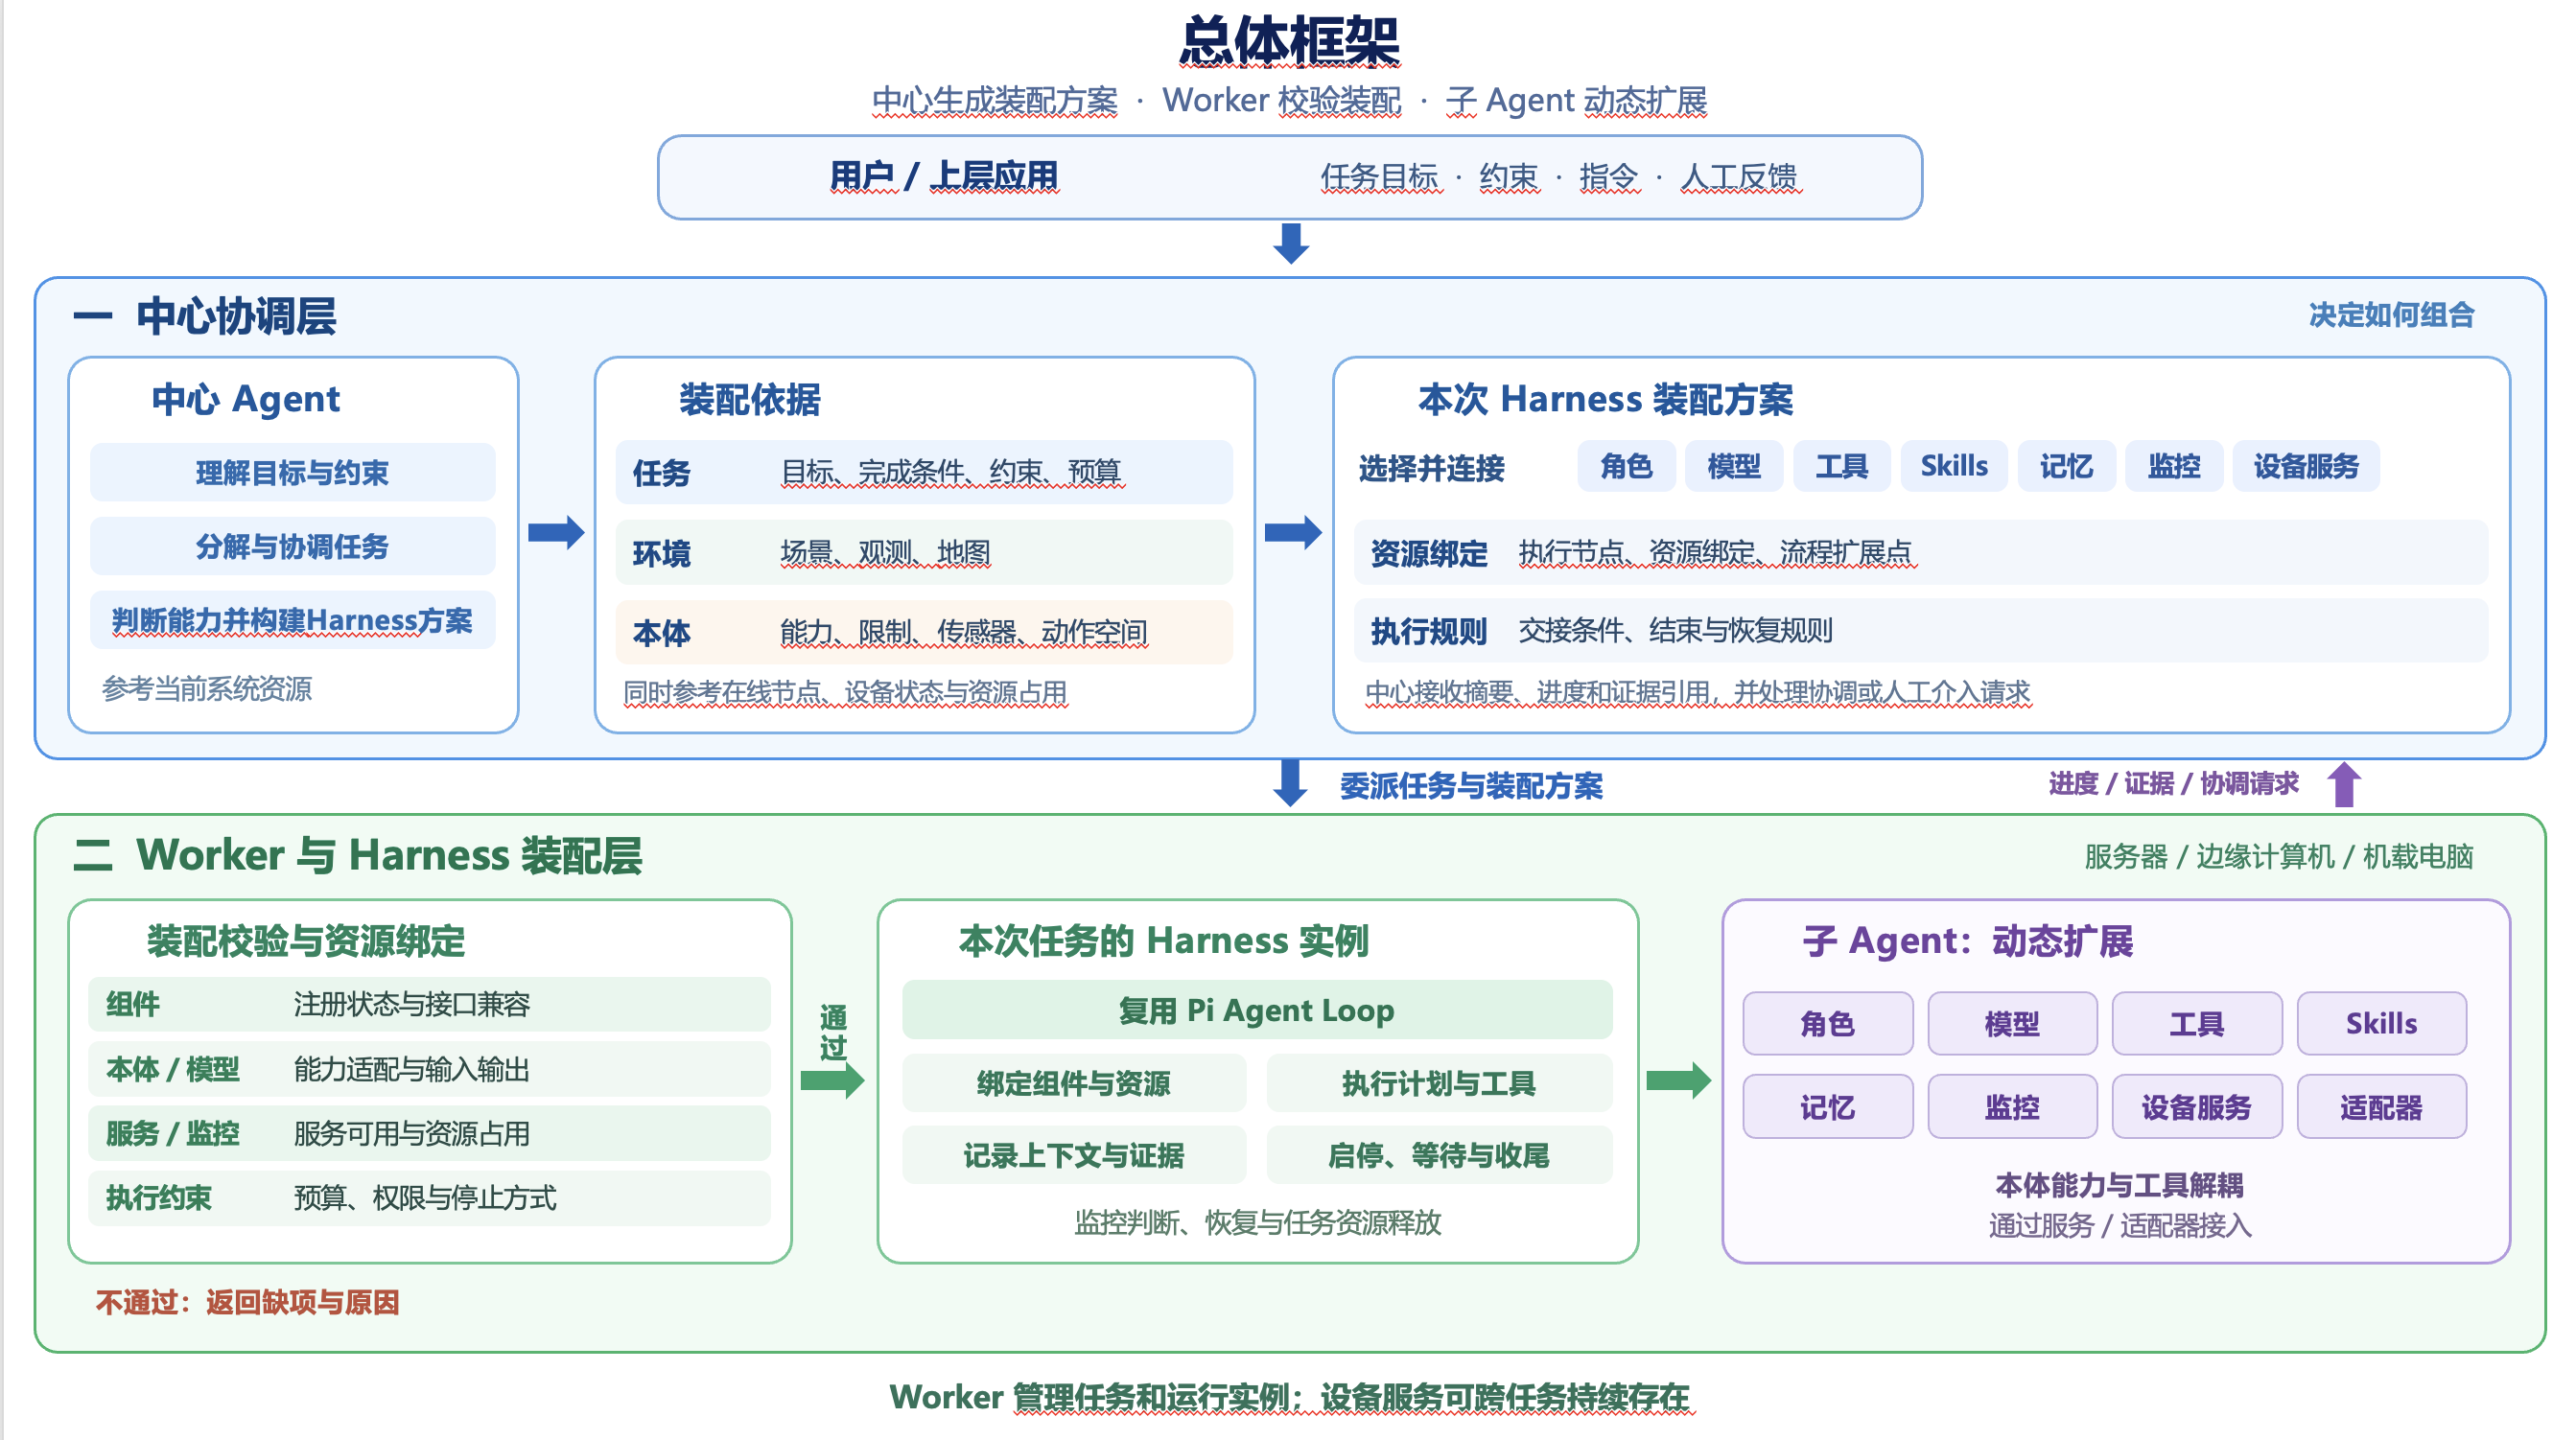 总体框架
中心生成装配方案 · Worker 校验装配 · 子 Agent 动态扩展
用户 / 上层应用
任务目标 · 约束 · 指令 · 人工反馈
一 中心协调层
决定如何组合
中心 Agent
理解目标与约束
分解与协调任务
判断能力并构建Harness方案
参考当前系统资源
装配依据
任务 目标、完成条件、约束、预算
环境 场景、观测、地图
本体 能力、限制、传感器、动作空间
同时参考在线节点、设备状态与资源占用
本次 Harness 装配方案
选择并连接 角色 模型 工具 Skills 记忆 监控 设备服务
资源绑定 执行节点、资源绑定、流程扩展点
执行规则 交接条件、结束与恢复规则
中心接收摘要、进度和证据引用，并处理协调或人工介入请求
委派任务与装配方案
进度 / 证据 / 协调请求
二 Worker 与 Harness 装配层
服务器 / 边缘计算机 / 机载电脑
装配校验与资源绑定
组件 注册状态与接口兼容
本体 / 模型 能力适配与输入输出
服务 / 监控 服务可用与资源占用
执行约束 预算、权限与停止方式
不通过：返回缺项与原因
通
过
本次任务的 Harness 实例
复用 Pi Agent Loop
绑定组件与资源 执行计划与工具
记录上下文与证据 启停、等待与收尾
监控判断、恢复与任务资源释放
子 Agent：动态扩展
角色 模型 工具 Skills
记忆 监控 设备服务 适配器
本体能力与工具解耦
通过服务 / 适配器接入
Worker 管理任务和运行实例；设备服务可跨任务持续存在